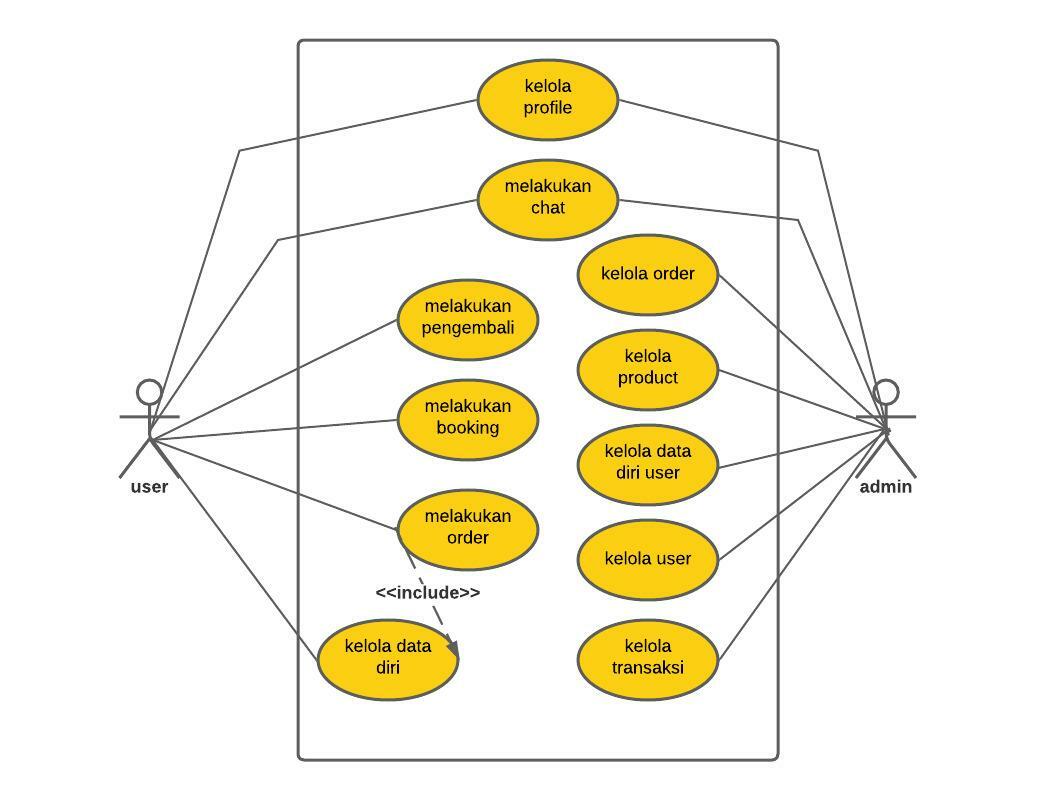 kelola
profile
melakukan
chat
kelola order
melakukan
pengembali
kelola
product
melakukan
booking
kelola data
diri user
user
admin
melakukan
order
kelola user
<<include>>
kelola data
diri
kelola
transaksi